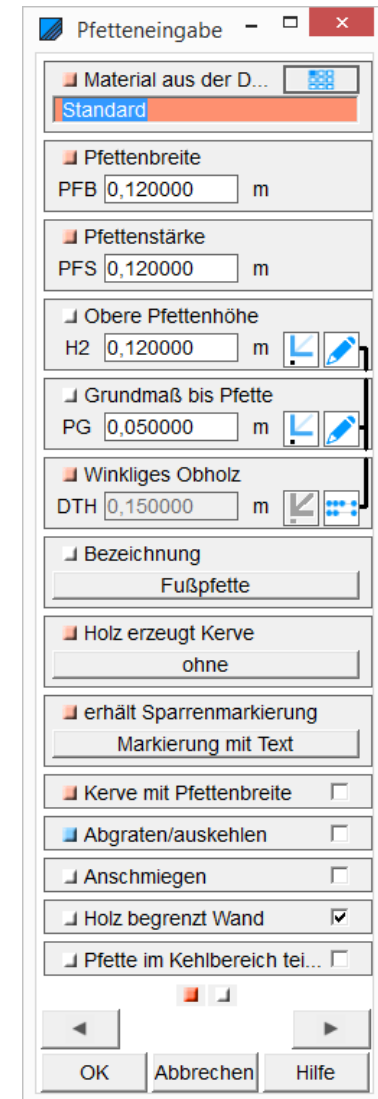 Pfetteneingabe
Material aus der D...
Standard
Pfettenbreite
PFB 0,120000 m
Pfettenstärke
PFS 0,120000 m
Obere Pfettenhöhe
H2 0,120000 m
Grundmaß bis Pfette
PG 0,050000 m
Winkliges Obholz
DTH 0,150000 m
Bezeichnung
Fußpfette
Holz erzeugt Kerve
ohne
erhält Sparrenmarkierung
Markierung mit Text
Kerve mit Pfettenbreite
Abgraten/auskehlen
Anschmiegen
Holz begrenzt Wand
Pfette im Kehlbereich tei...
OK Abbrechen Hilfe